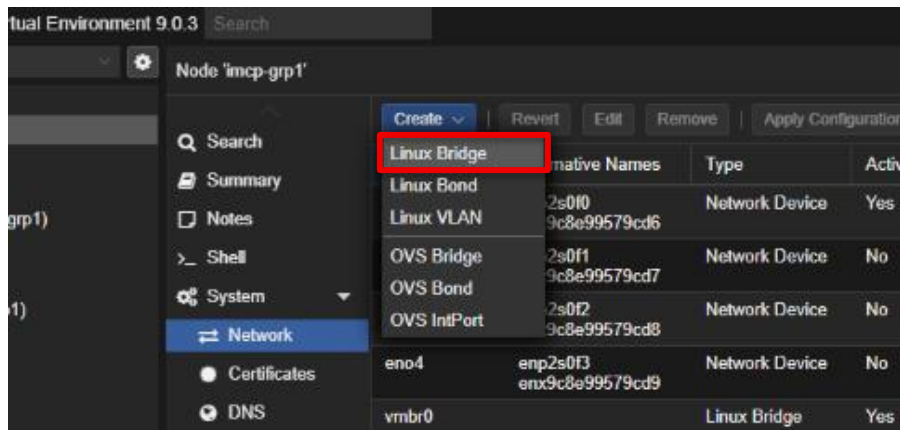 tual Environment 9.0.3 Search
Node 'imcp-grp1'
Create Revert Edit Remove Apply Configuration
Search
Summary
Notes
Shell
System
Network
Certificates
DNS
grp1)
1)
Linux Bridge
Linux Bond
Linux VLAN
OVS Bridge
OVS Bond
OVS IntPort
native Names Type Activ
2s0f0 Network Device Yes
9c8e99579cd6
2s0f1 Network Device No
9c8e99579cd7
2s0f2 Network Device No
9c8e99579cd8
eno4 enp2s0f3 Network Device No
enx9c8e99579cd9
vmbr0 Linux Bridge Yes